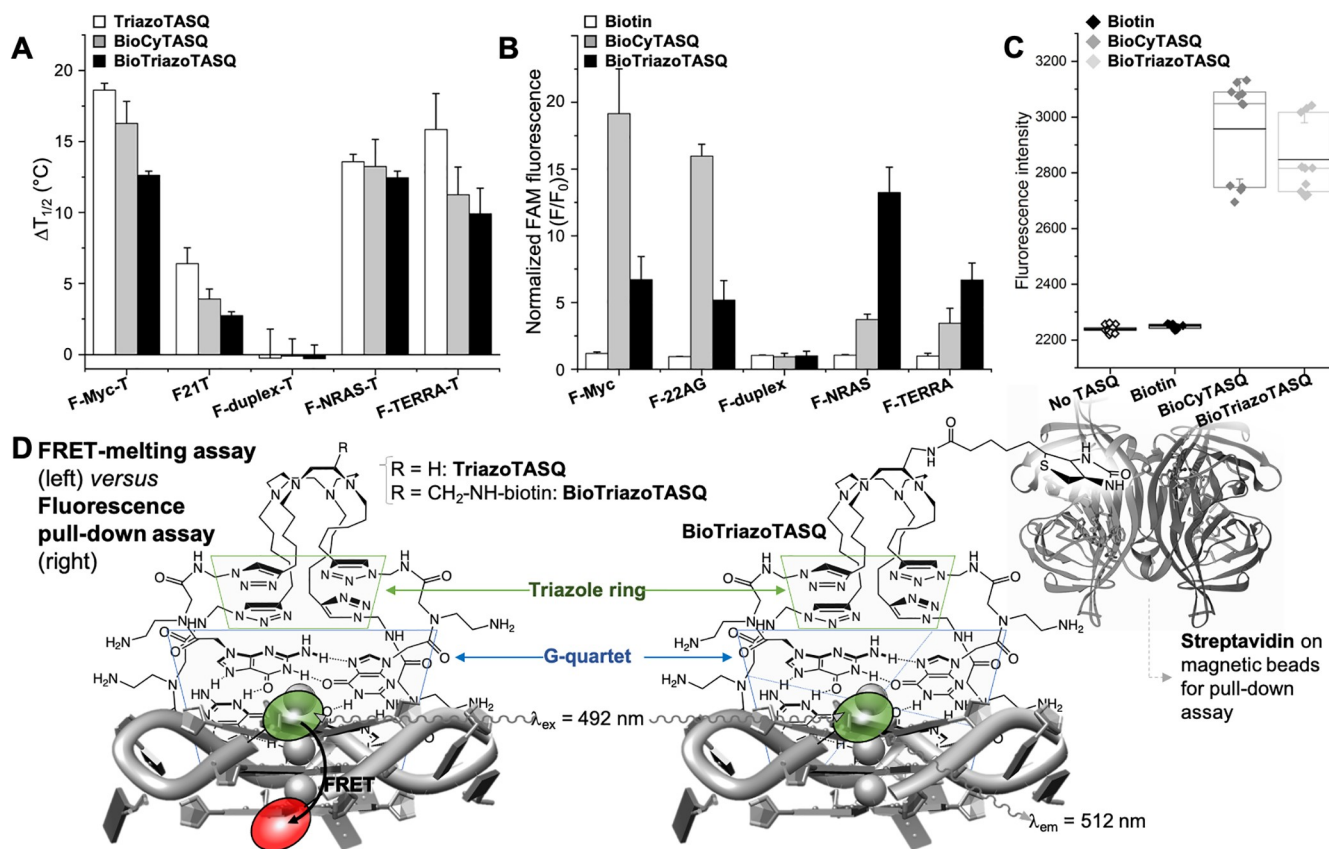 A
TriazoTASQ
BioCyTASQ
BioTriazoTASQ
20
15
10
5
0
ΔT1/2 (°C)
F-Myc-T
F21T
F-duplex-T
F-NRAS-T
F-TERRA-T
B
Biotin
BioCyTASQ
BioTriazoTASQ
20
15
10
5
0
Normalized FAM fluorescence
(F/F0)
F-Myc
F-22AG
F-duplex
F-NRAS
F-TERRA
C
Biotin
BioCyTASQ
BioTriazoTASQ
3200
3000
2800
2600
2400
2200
Flurorescence intensity
No TASQ
Biotin
BioCyTASQ
BioTriazoTASQ
D FRET-melting assay
(left) versus
Fluorescence
pull-down assay
(right)
R
R = H: TriazoTASQ
R = CH2-NH-biotin: BioTriazoTASQ
BioTriazoTASQ
Triazole ring
G-quartet
λex = 492 nm
FRET
λem = 512 nm
Streptavidin on
magnetic beads
for pull-down
assay